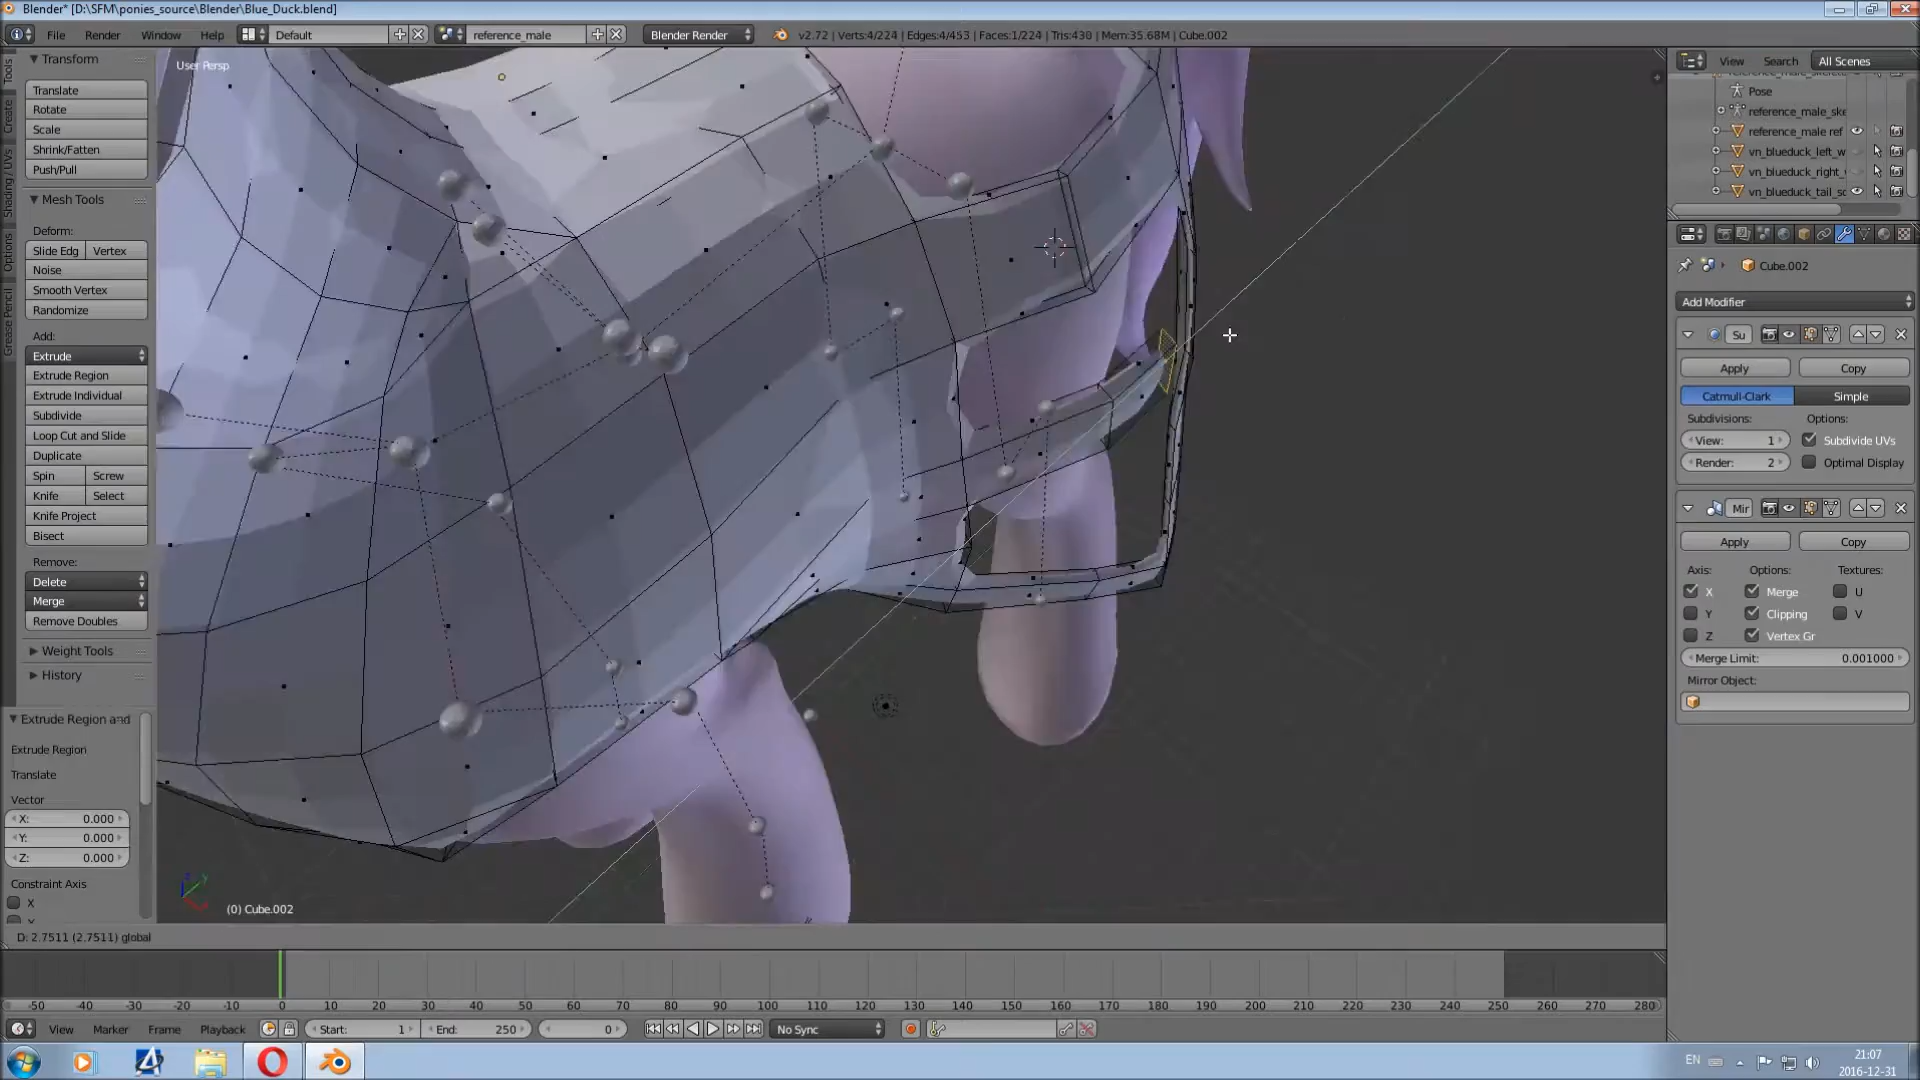 Blender* [D:\SFM\ponies_source\Blender\Blue_Duck.blend]
File Render Window Help Default reference_male Blender Render v2.72 | Verts:4/224 | Edges:4/453 | Faces:1/224 | Tris:430 | Mem:35.68M | Cube.002
Tools
Create
Shading / UVs
Options
Grease Pencil
Transform
Translate
Rotate
Scale
Shrink/Fatten
Push/Pull
Mesh Tools
Deform:
Slide Edg Vertex
Noise
Smooth Vertex
Randomize
Add:
Extrude
Extrude Region
Extrude Individual
Subdivide
Loop Cut and Slide
Duplicate
Spin Screw
Knife Select
Knife Project
Bisect
Remove:
Delete
Merge
Remove Doubles
Weight Tools
History
Extrude Region and
Extrude Region
Translate
Vector
X: 0.000
Y: 0.000
Z: 0.000
Constraint Axis
X
User Persp
(0) Cube.002
D: 2.7511 (2.7511) global
View Search All Scenes
Pose
reference_male_ske
reference_male ref
vn_blueduck_left_w
vn_blueduck_right_
vn_blueduck_tail_sc
Cube.002
Add Modifier
Su
Apply Copy
Catmull-Clark Simple
Subdivisions: Options:
View: 1 Subdivide UVs
Render: 2 Optimal Display
Mir
Apply Copy
Axis: Options: Textures:
X Merge U
Y Clipping V
Z Vertex Gr
Merge Limit: 0.001000
Mirror Object:
-50 -40 -30 -20 -10 0 10 20 30 40 50 60 70 80 90 100 110 120 130 140 150 160 170 180 190 200 210 220 230 240 250 260 270 280
View Marker Frame Playback Start: 1 End: 250 0 No Sync
EN
21:07
2016-12-31